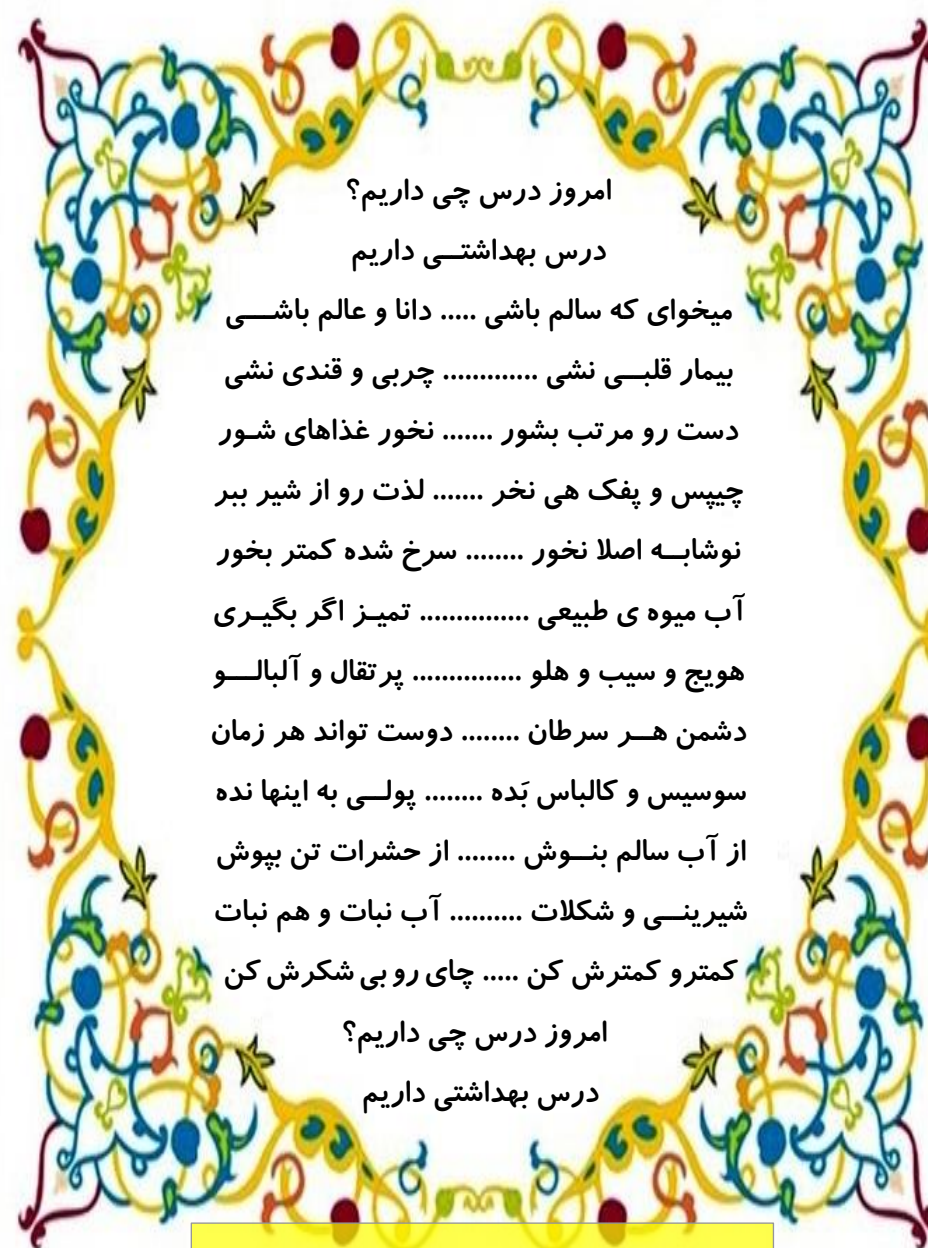 امروز درس چی داریم؟
درس بهداشتــی داریم
میخوای که سالم باشی ..... دانا و عالم باشـــی
بیمار قلبــی نشی ............. چربی و قندی نشی
دست رو مرتب بشور ....... نخور غذاهای شـور
چیپس و پفک هی نخر ....... لذت رو از شیر ببر
نوشابــه اصلا نخور ........ سرخ شده کمتر بخور
آب میوه ی طبیعی ............... تمیـز اگر بگیـری
هویج و سیب و هلو ............... پرتقال و آلبالـــو
دشمن هــر سرطان ........ دوست تواند هر زمان
سوسیس و کالباس بَده ........ پولــی به اینها نده
از آب سالم بنــوش ........ از حشرات تن بپوش
شیرینــی و شکلات .......... آب نبات و هم نبات
کمترو کمترش کن ..... چای رو بی شکرش کن
امروز درس چی داریم؟
درس بهداشتی داریم